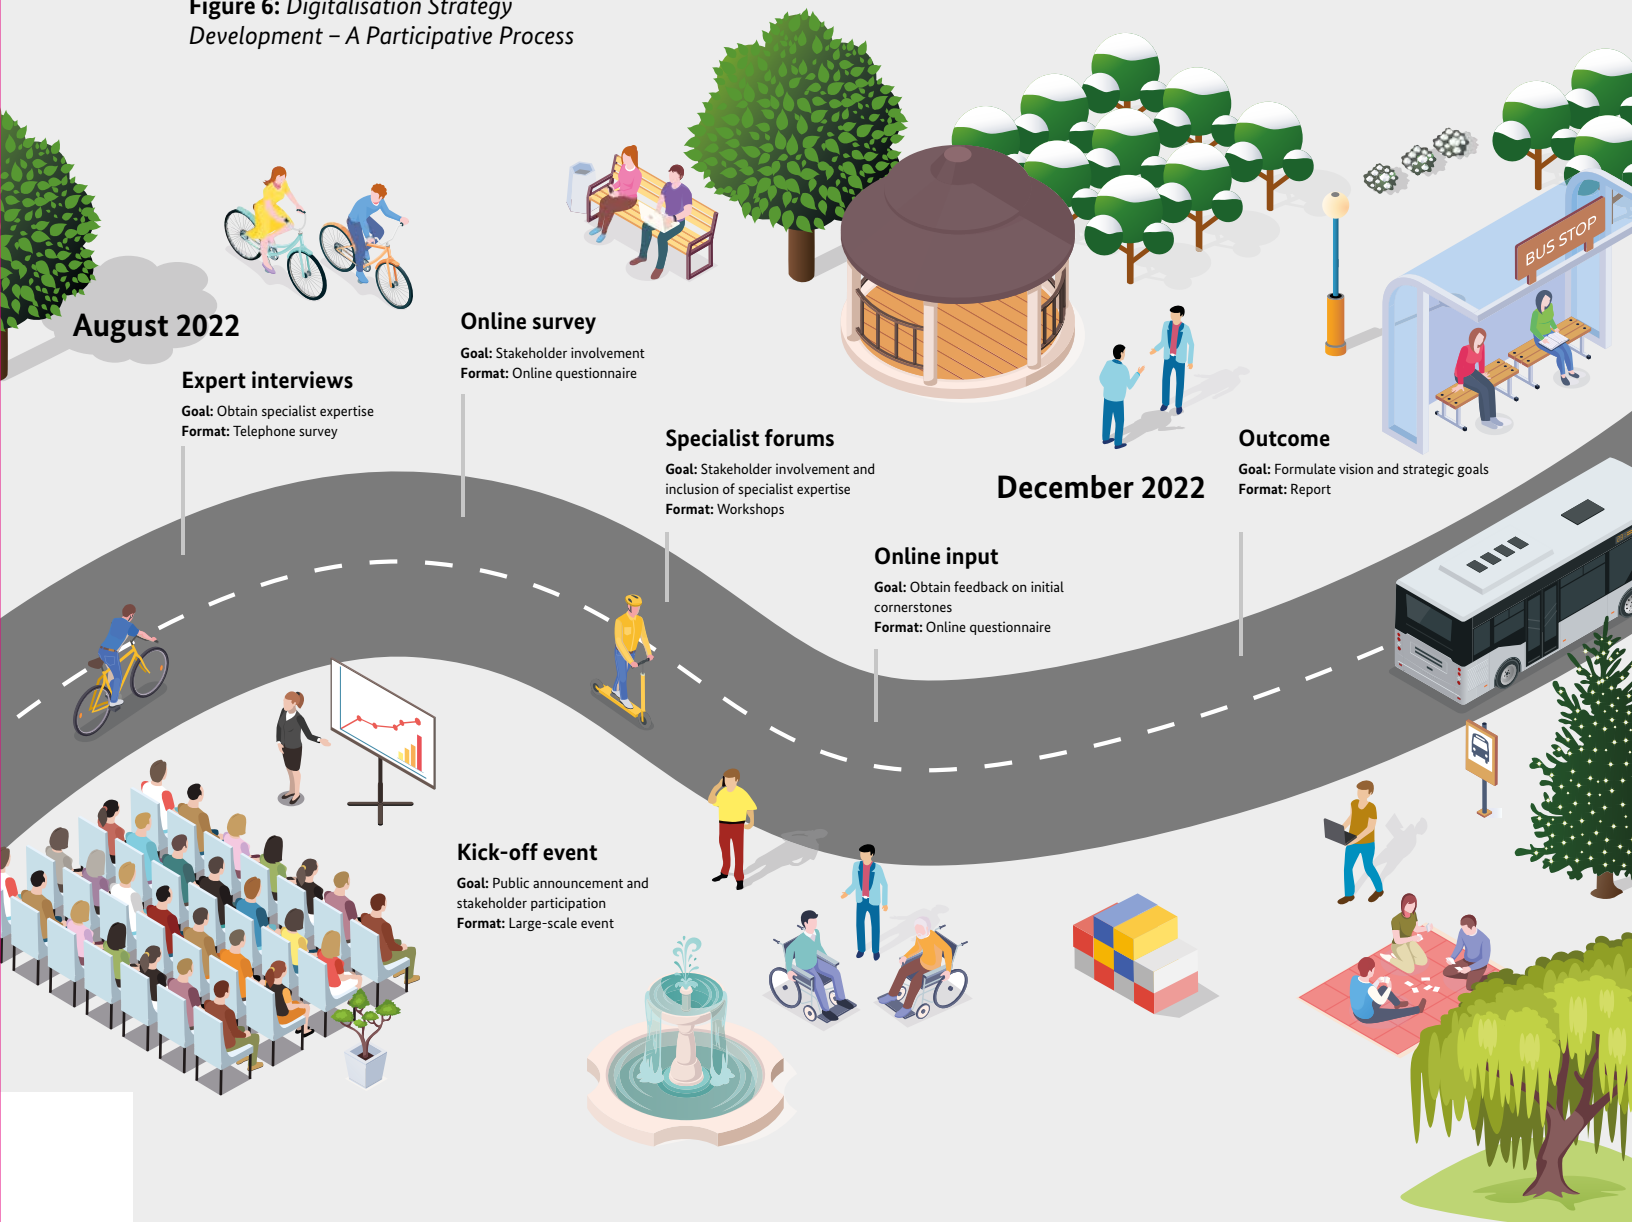 Figure 6: Digitalisation Strategy
Development – A Participative Process
August 2022
Expert interviews
Goal: Obtain specialist expertise
Format: Telephone survey
Online survey
Goal: Stakeholder involvement
Format: Online questionnaire
Specialist forums
Goal: Stakeholder involvement and
inclusion of specialist expertise
Format: Workshops
Online input
Goal: Obtain feedback on initial
cornerstones
Format: Online questionnaire
December 2022
Outcome
Goal: Formulate vision and strategic goals
Format: Report
BUS STOP
Kick-off event
Goal: Public announcement and
stakeholder participation
Format: Large-scale event